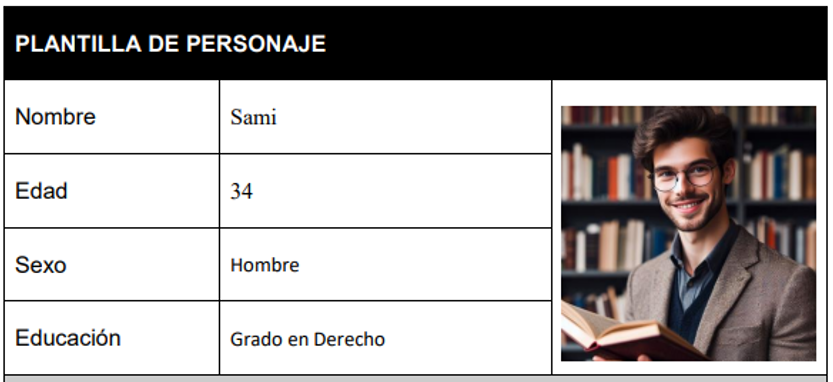 PLANTILLA DE PERSONAJE
Nombre Sami
Edad 34
Sexo Hombre
Educación Grado en Derecho